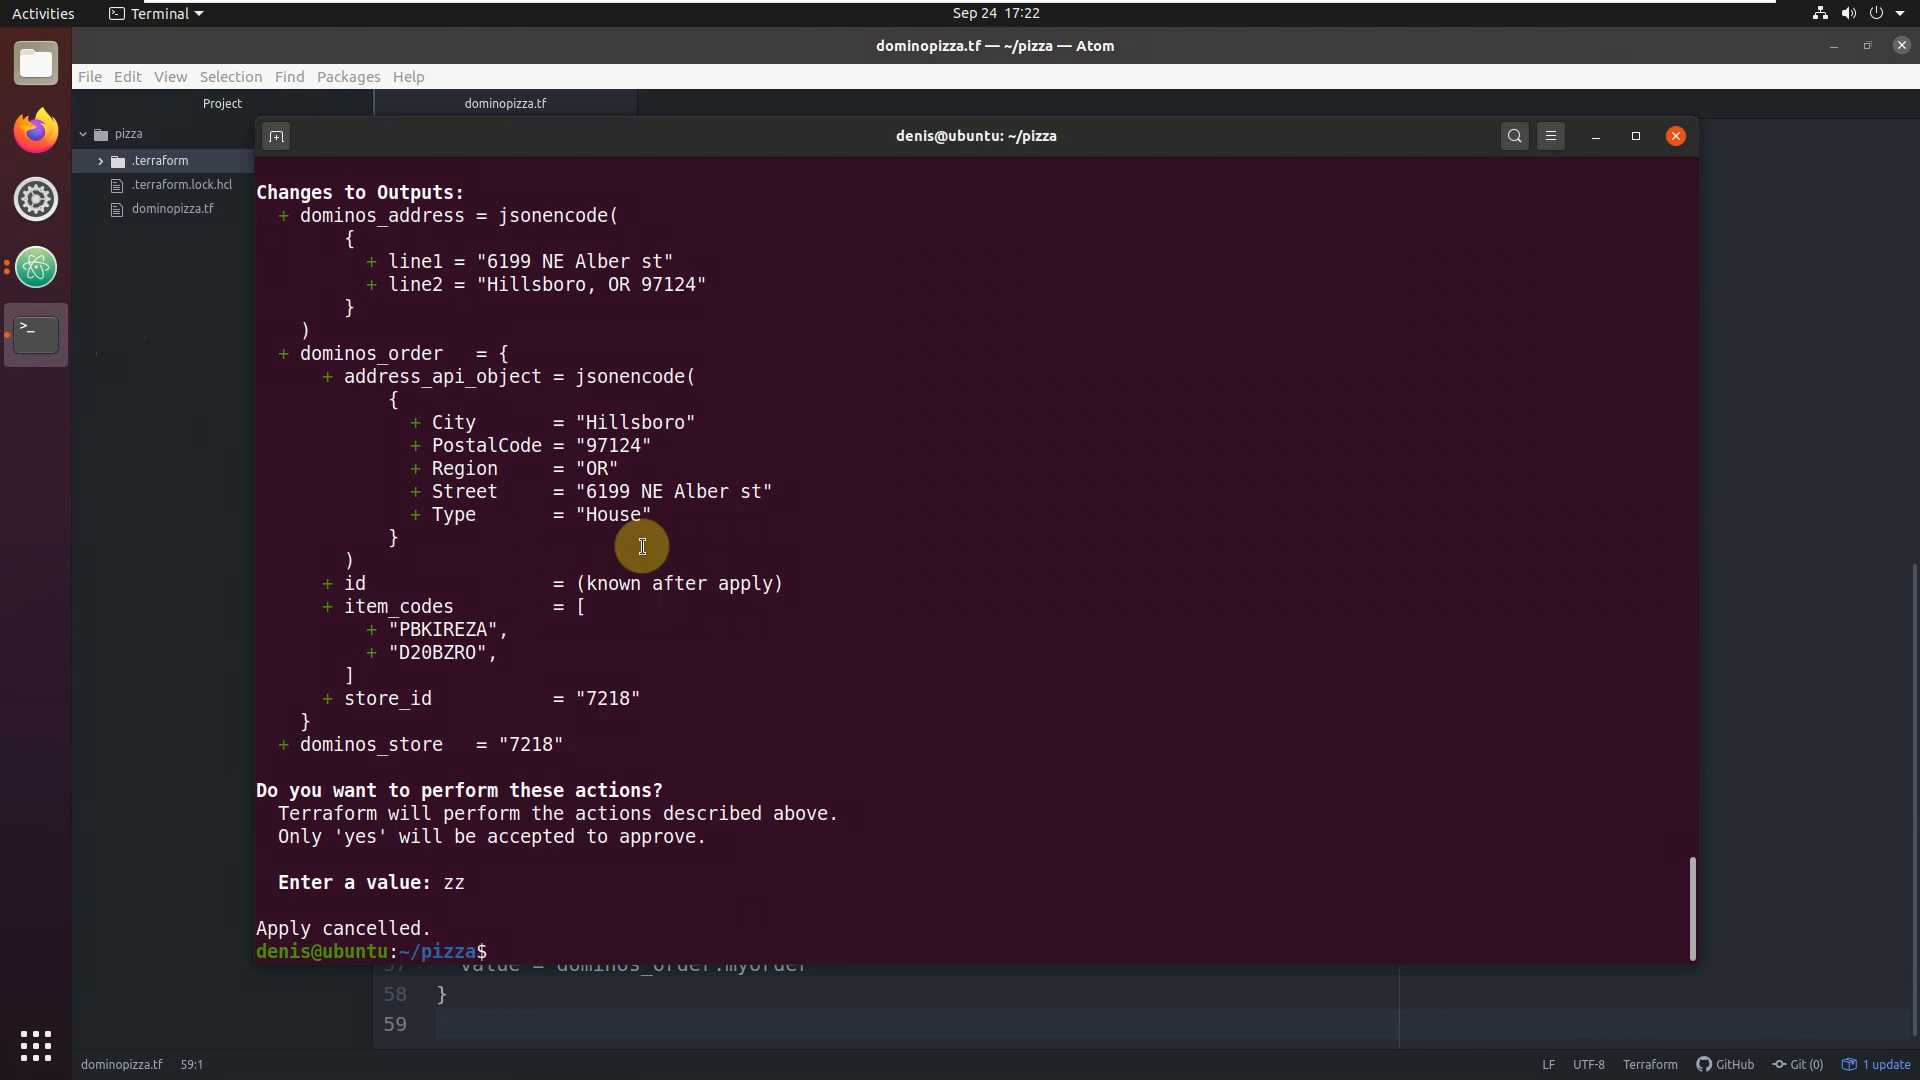 Activities
Terminal
Sep 24 17:22
dominopizza.tf — ~/pizza — Atom
File Edit View Selection Find Packages Help
Project
dominopizza.tf
pizza
.terraform
.terraform.lock.hcl
dominopizza.tf
denis@ubuntu: ~/pizza
Changes to Outputs:
+ dominos_address = jsonencode(
{
+ line1 = "6199 NE Alber st"
+ line2 = "Hillsboro, OR 97124"
}
)
+ dominos_order = {
+ address_api_object = jsonencode(
{
+ City = "Hillsboro"
+ PostalCode = "97124"
+ Region = "OR"
+ Street = "6199 NE Alber st"
+ Type = "House"
}
)
+ id = (known after apply)
+ item_codes = [
+ "PBKIREZA",
+ "D20BZRO",
]
+ store_id = "7218"
}
+ dominos_store = "7218"
Do you want to perform these actions?
Terraform will perform the actions described above.
Only 'yes' will be accepted to approve.
Enter a value: zz
Apply cancelled.
denis@ubuntu:~/pizza$
57 value = dominos_order.myorder
58 }
59
dominopizza.tf 59:1
LF UTF-8 Terraform GitHub Git (0) 1 update